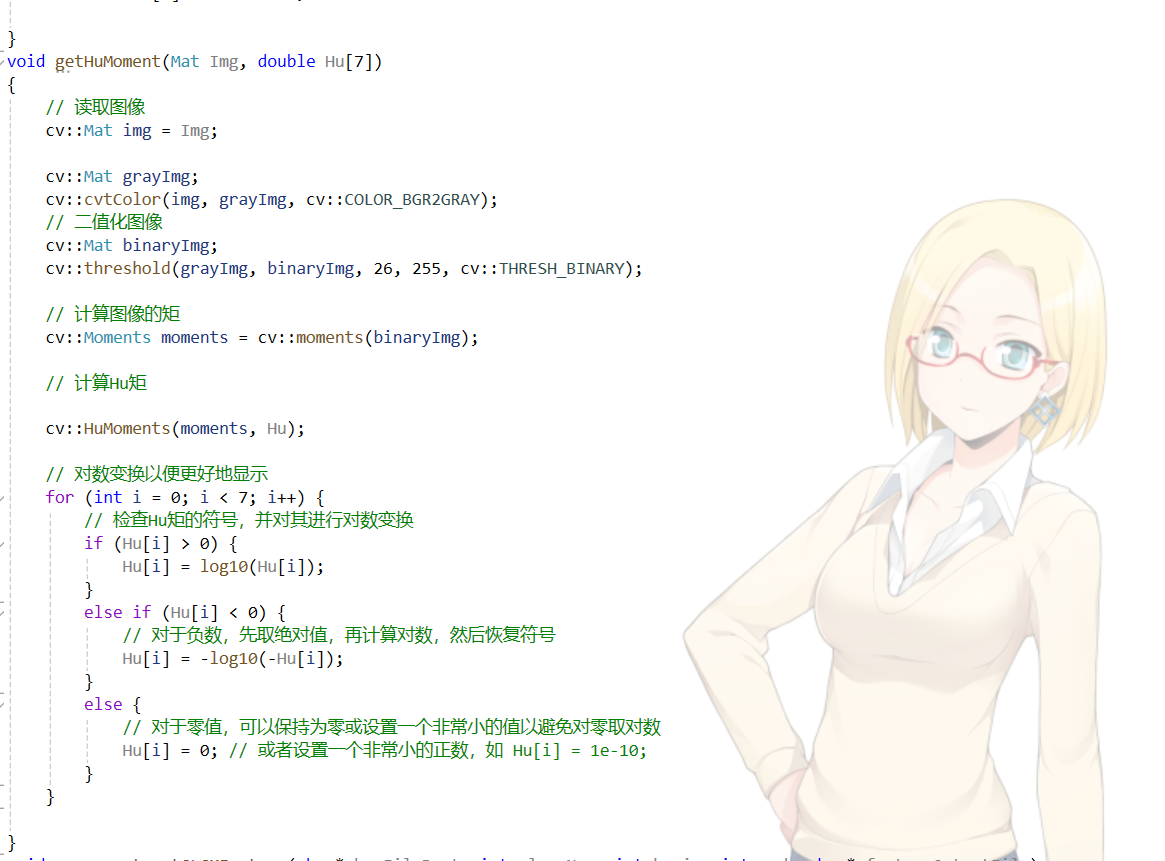 }
void getHuMoment(Mat Img, double Hu[7])
{
// 读取图像
cv::Mat img = Img;
cv::Mat grayImg;
cv::cvtColor(img, grayImg, cv::COLOR_BGR2GRAY);
// 二值化图像
cv::Mat binaryImg;
cv::threshold(grayImg, binaryImg, 26, 255, cv::THRESH_BINARY);
// 计算图像的矩
cv::Moments moments = cv::moments(binaryImg);
// 计算Hu矩
cv::HuMoments(moments, Hu);
// 对数变换以便更好地显示
for (int i = 0; i < 7; i++) {
// 检查Hu矩的符号，并对其进行对数变换
if (Hu[i] > 0) {
Hu[i] = log10(Hu[i]);
}
else if (Hu[i] < 0) {
// 对于负数，先取绝对值，再计算对数，然后恢复符号
Hu[i] = -log10(-Hu[i]);
}
else {
// 对于零值，可以保持为零或设置一个非常小的值以避免对零取对数
Hu[i] = 0; // 或者设置一个非常小的正数，如 Hu[i] = 1e-10;
}
}
}